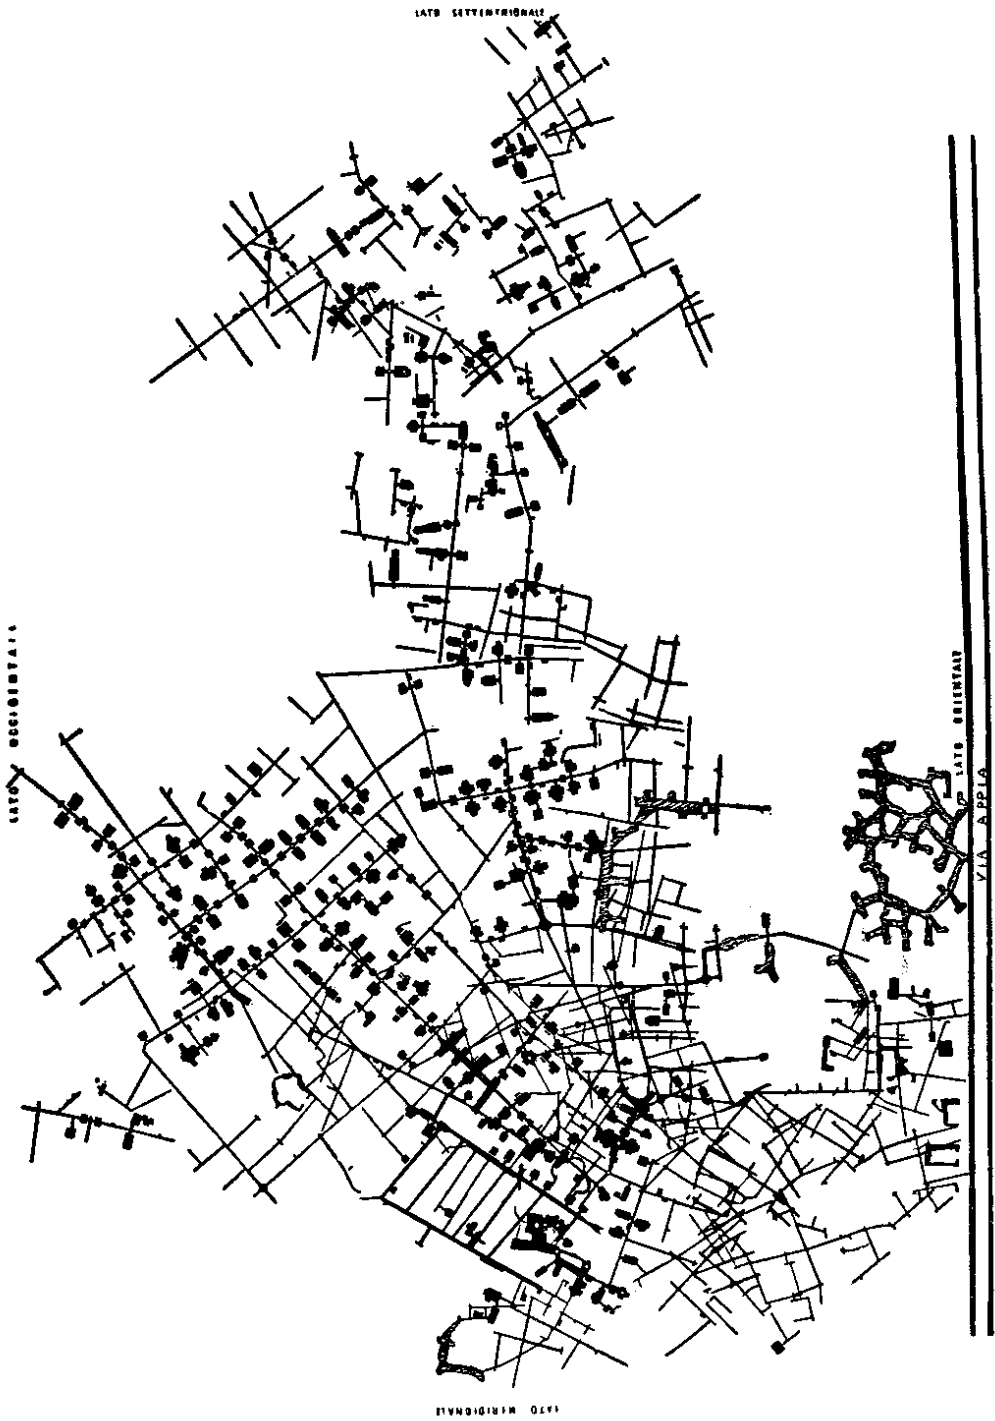 LATO SETTENTRIONALE
LATO OCCIDENTALE
LATO ORIENTALE
VIA APPIA
LATO MERIDIONALE